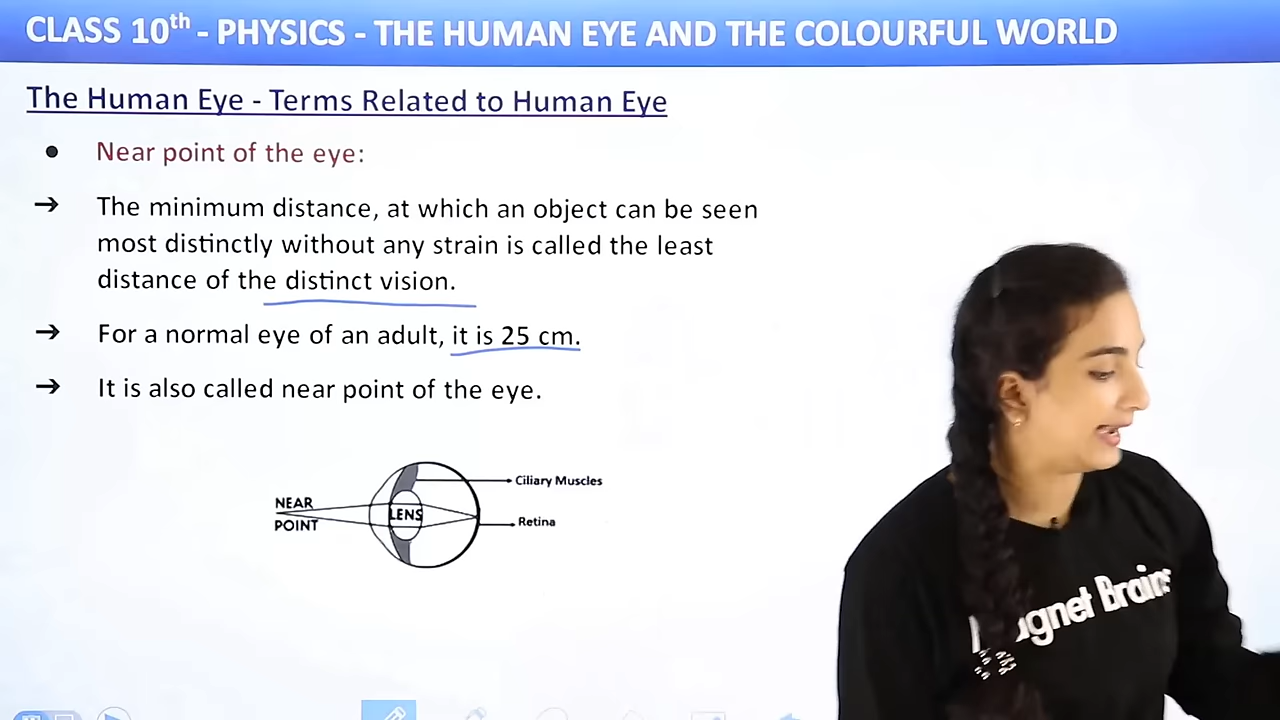 CLASS 10th - PHYSICS - THE HUMAN EYE AND THE COLOURFUL WORLD
The Human Eye - Terms Related to Human Eye
● Near point of the eye:
➔ The minimum distance, at which an object can be seen
most distinctly without any strain is called the least
distance of the distinct vision.
➔ For a normal eye of an adult, it is 25 cm.
➔ It is also called near point of the eye.
Ciliary Muscles
NEAR
POINT
LENS
Retina
Magnet Brains